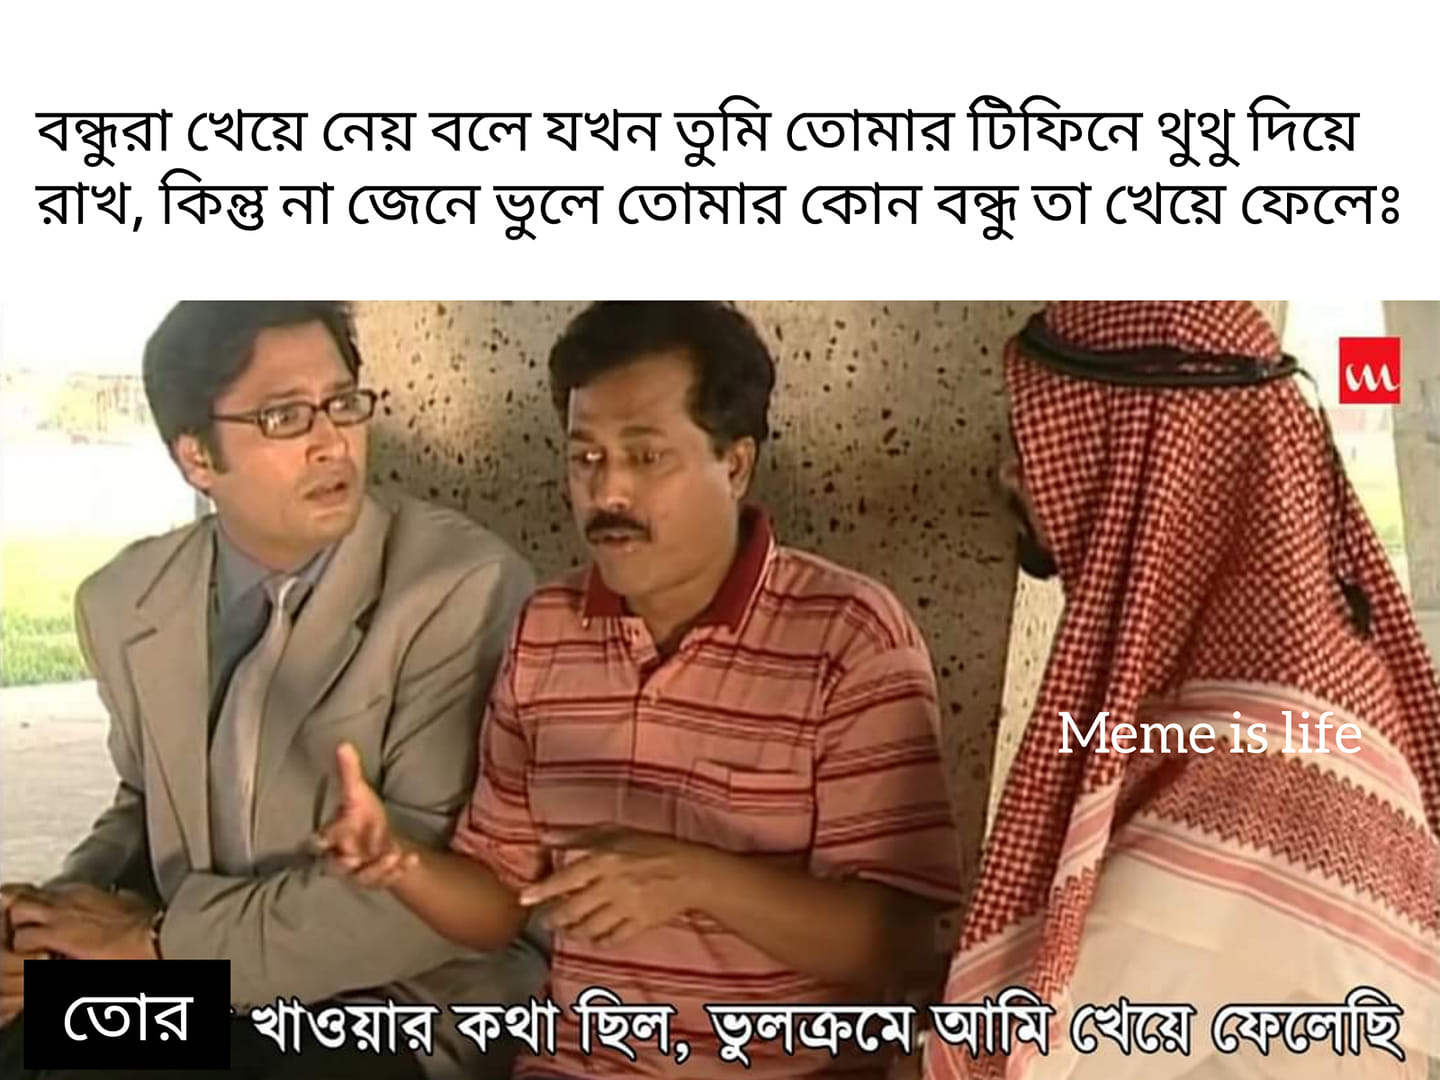 বন্ধুরা খেয়ে নেয় বলে যখন তুমি তোমার টিফিনে থুথু দিয়ে
রাখ, কিন্তু না জেনে ভুলে তোমার কোন বন্ধু তা খেয়ে ফেলেঃ
m
Meme is life
তোর খাওয়ার কথা ছিল, ভুলক্রমে আমি খেয়ে ফেলেছি